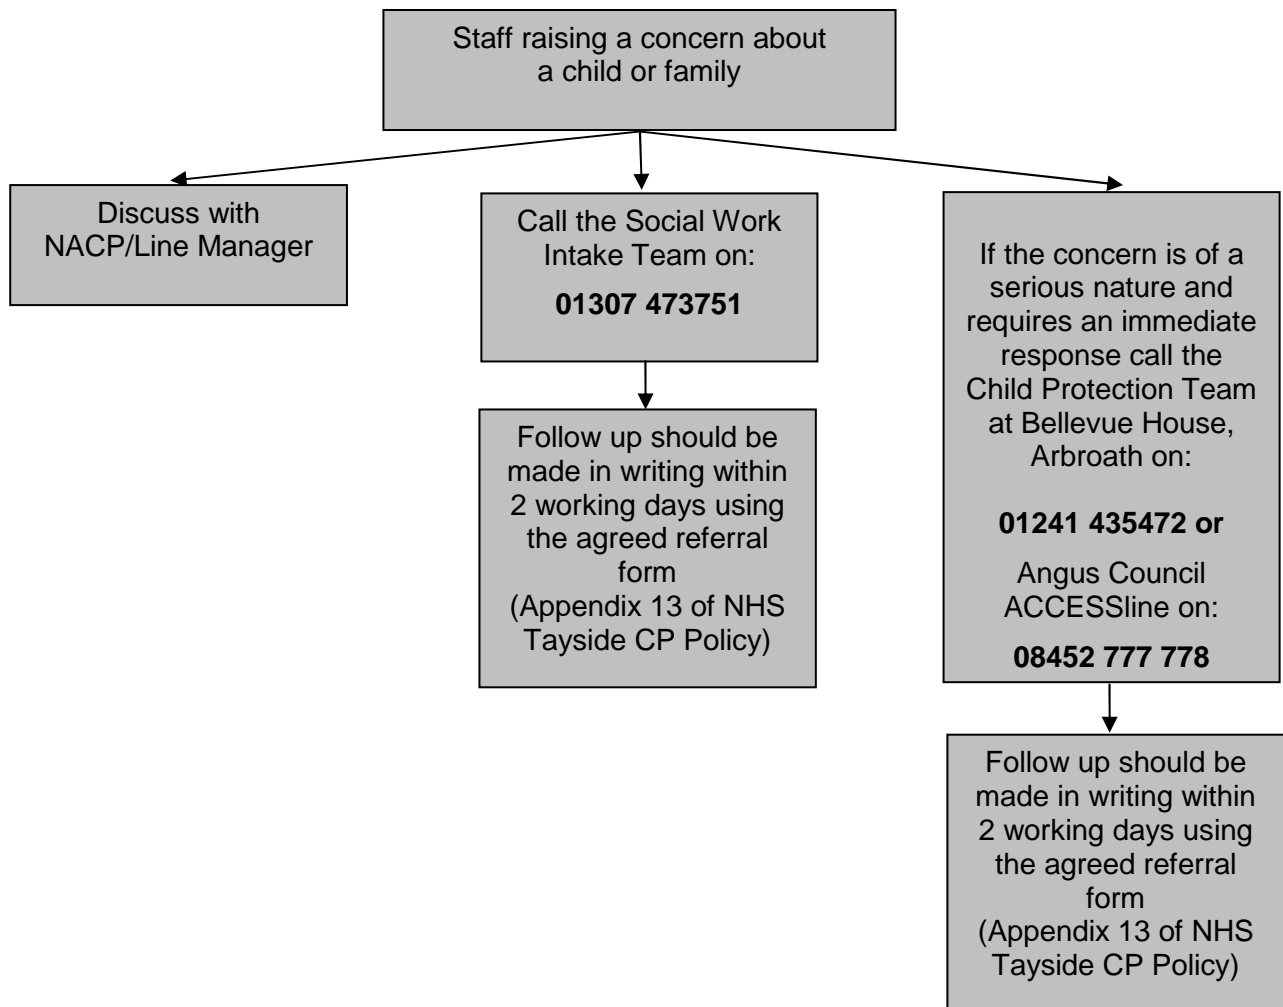 Staff raising a concern about
a child or family
Discuss with
NACP/Line Manager
Call the Social Work
Intake Team on:
01307 473751
Follow up should be
made in writing within
2 working days using
the agreed referral
form
(Appendix 13 of NHS
Tayside CP Policy)
If the concern is of a
serious nature and
requires an immediate
response call the
Child Protection Team
at Bellevue House,
Arbroath on:
01241 435472 or
Angus Council
ACCESSline on:
08452 777 778
Follow up should be
made in writing within
2 working days using
the agreed referral
form
(Appendix 13 of NHS
Tayside CP Policy)